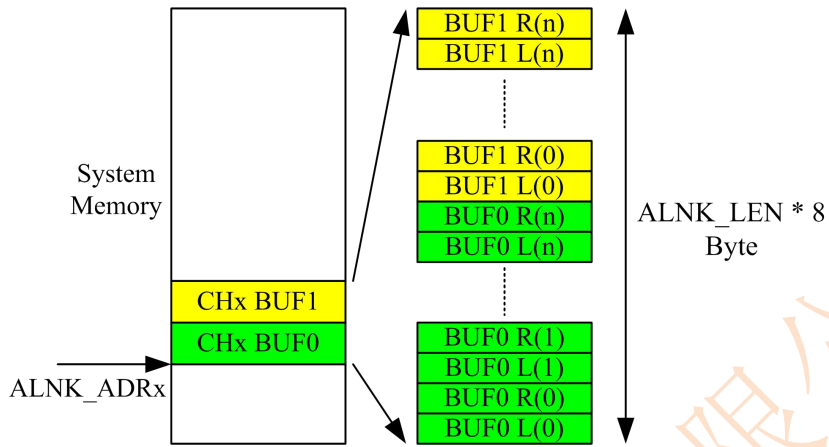 System
Memory
CHx BUF1
CHx BUF0
ALNK_ADRx
BUF1 R(n)
BUF1 L(n)
BUF1 R(0)
BUF1 L(0)
BUF0 R(n)
BUF0 L(n)
BUF0 R(1)
BUF0 L(1)
BUF0 R(0)
BUF0 L(0)
ALNK_LEN * 8
Byte
限